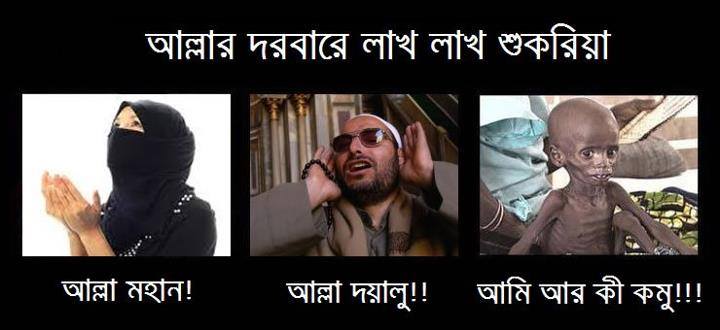 আল্লার দরবারে লাখ লাখ শুকরিয়া
আল্লা মহান!
আল্লা দয়ালু!!
আমি আর কী কমু!!!